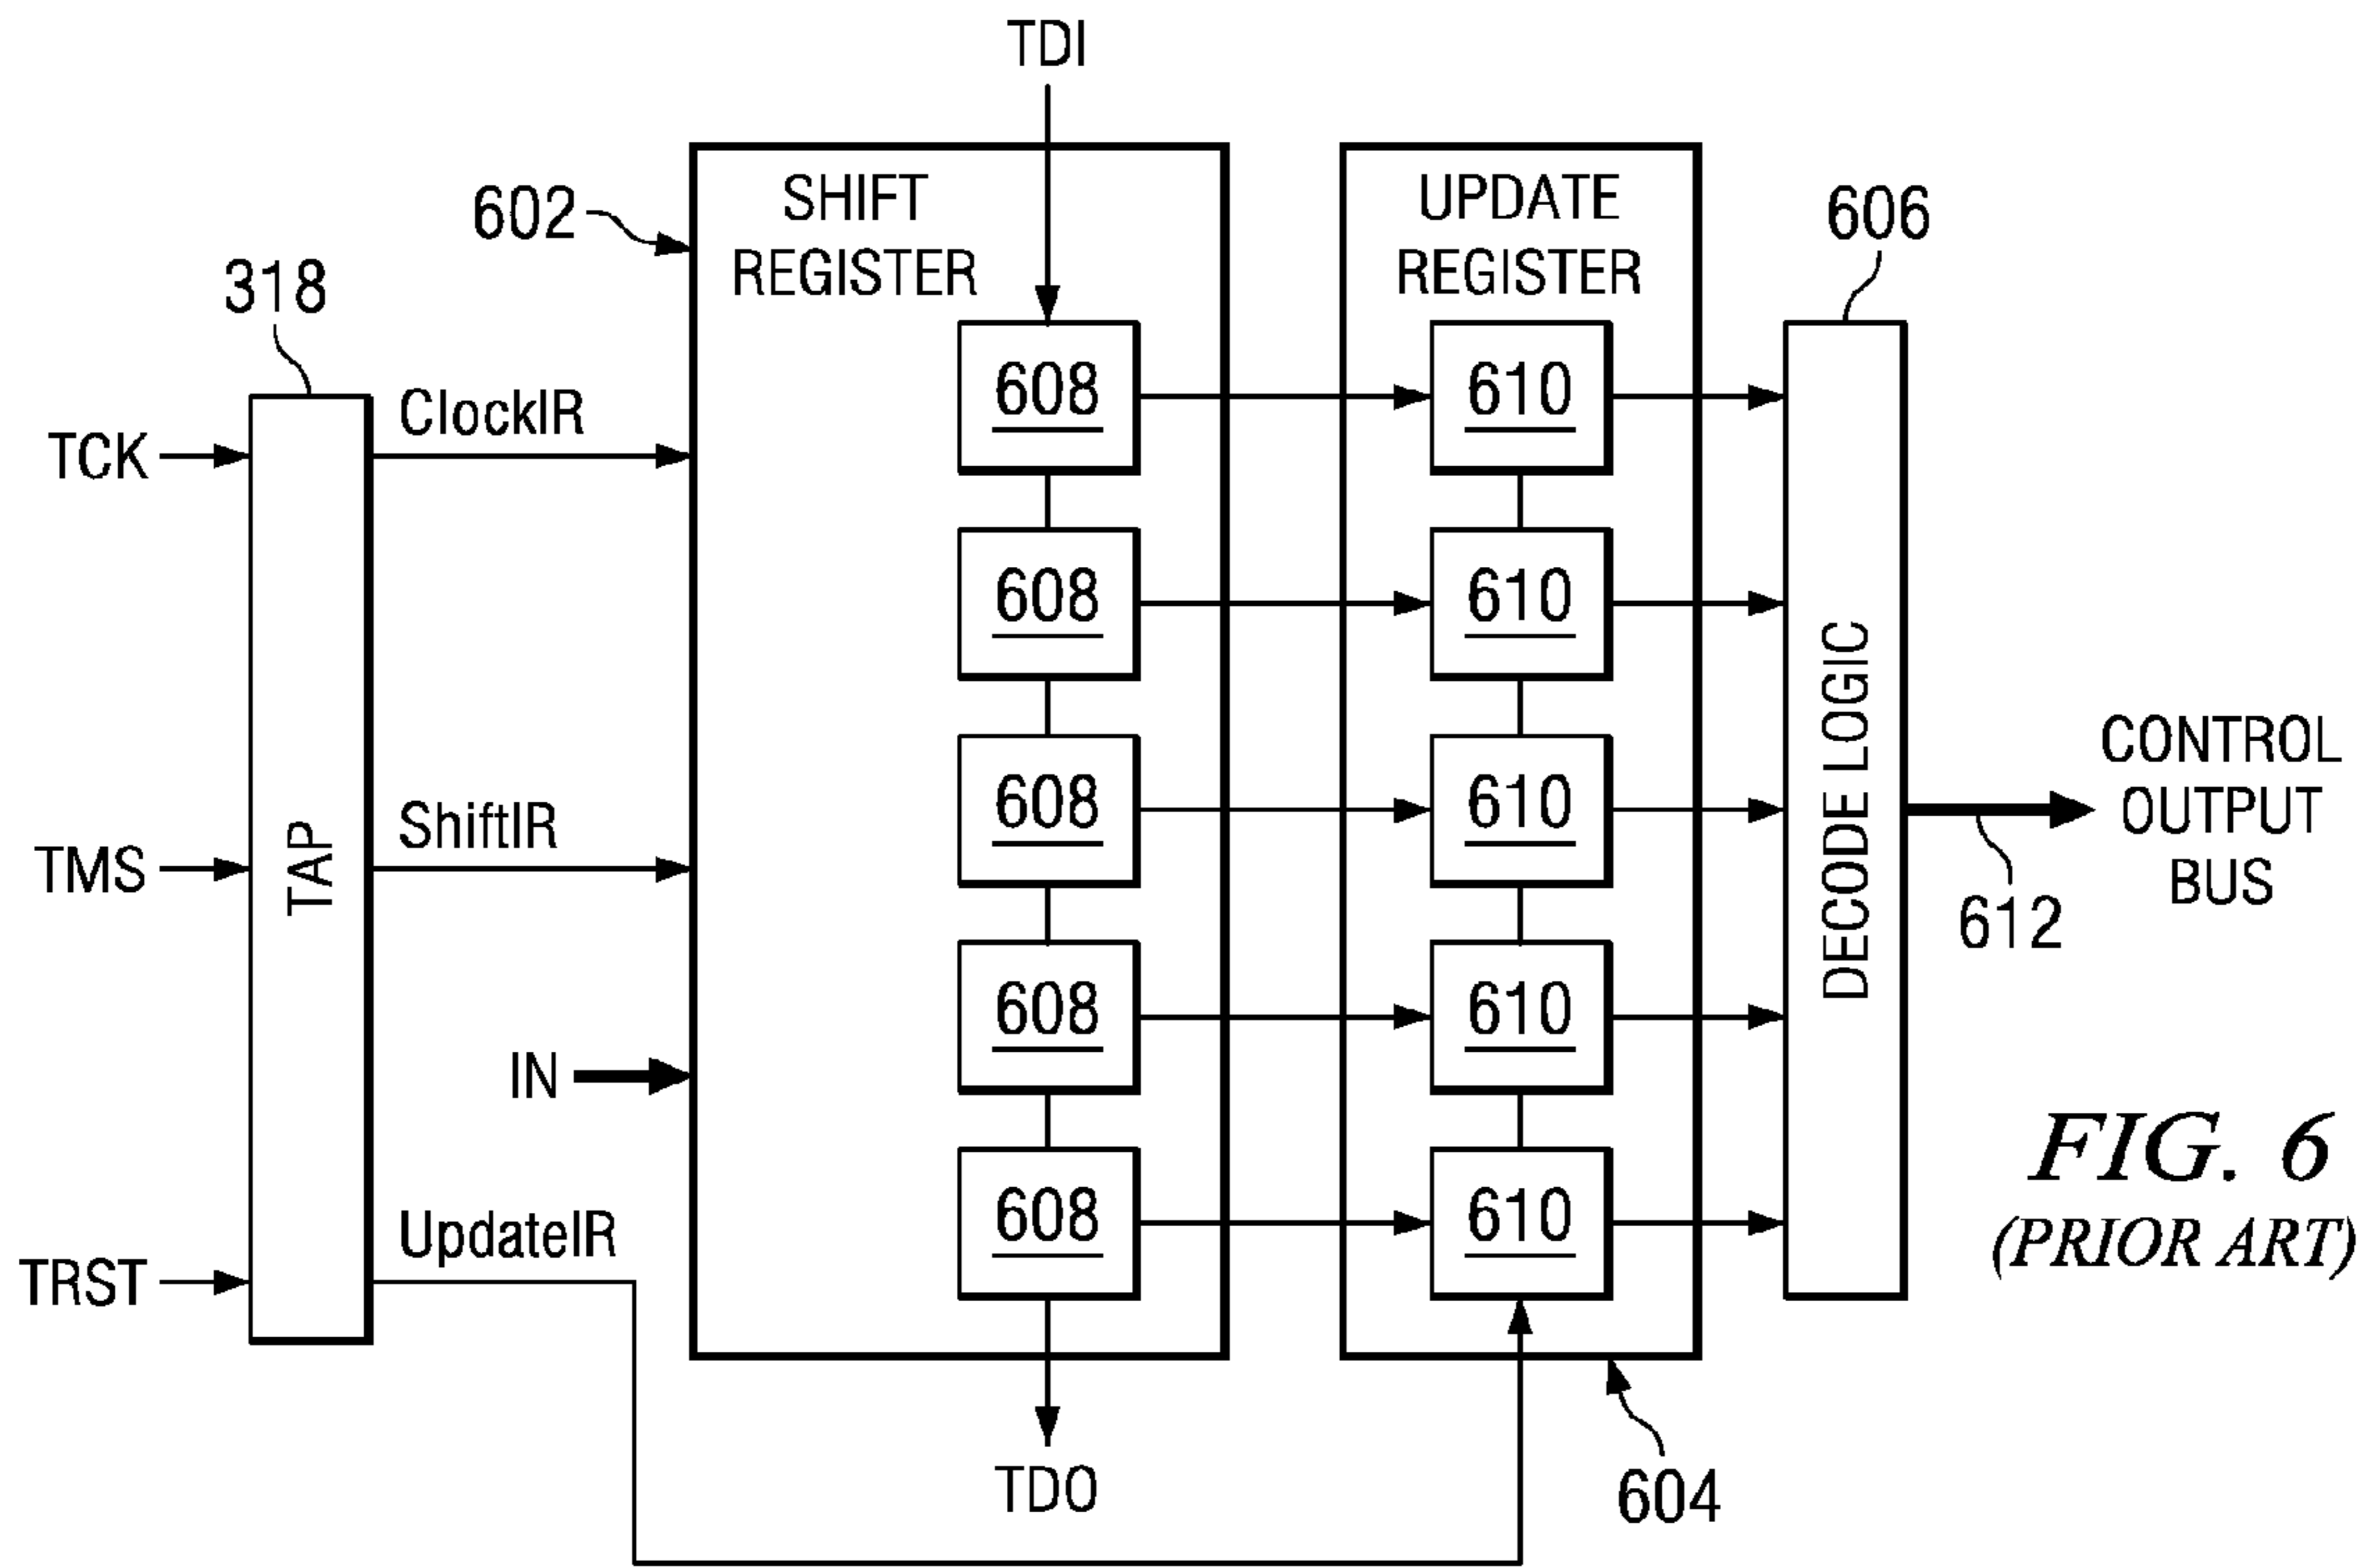 TDI
SHIFT
REGISTER
UPDATE
REGISTER
602
606
318
608
610
ClockIR
TCK
608
610
608
610
ShiftIR
TMS
TAP
DECODE LOGIC
CONTROL
OUTPUT
BUS
612
608
610
IN
608
610
UpdateIR
TRST
TDO
604
FIG. 6
(PRIOR ART)